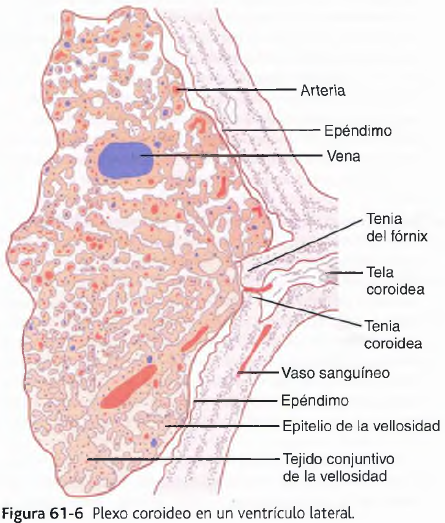 Arteria
Epéndimo
Vena
Tenia
del fórnix
Tela
coroidea
Tenia
coroidea
Vaso sanguíneo
Epéndimo
Epitelio de la vellosidad
Tejido conjuntivo
de la vellosidad
Figura 61-6 Plexo coroideo en un ventrículo lateral.